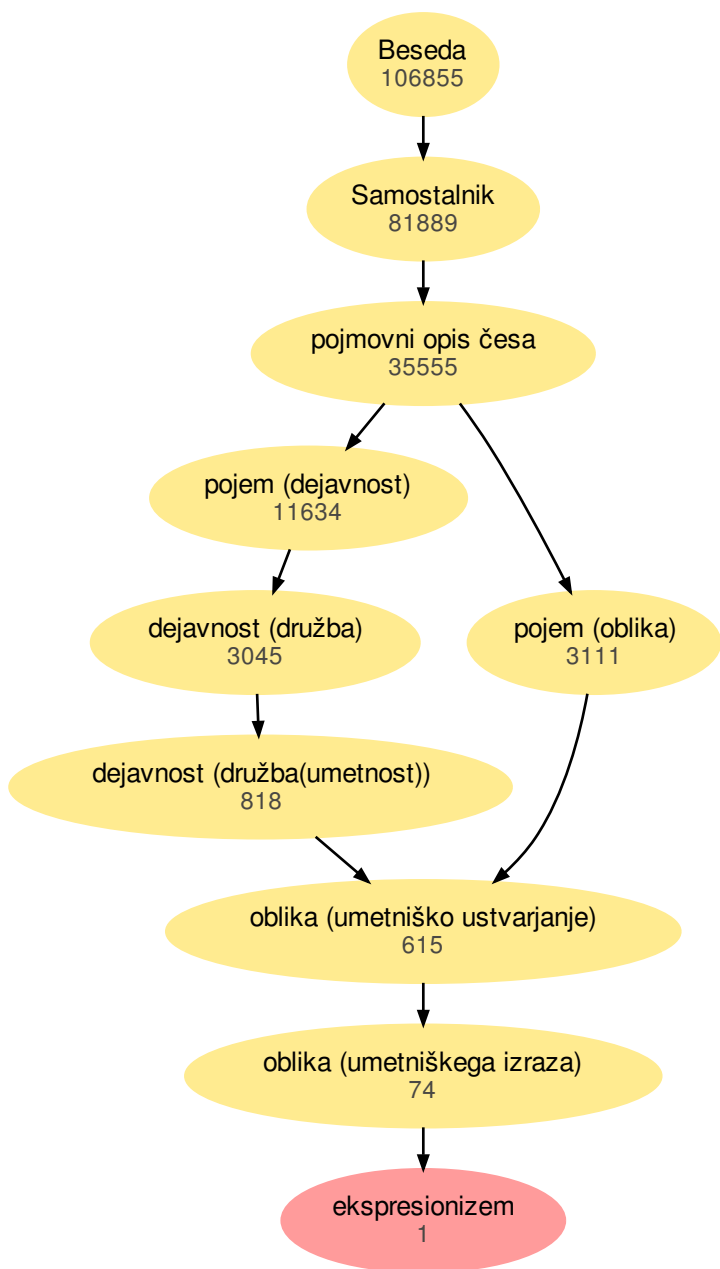 Beseda
106855
Samostalnik
81889
pojmovni opis česa
35555
pojem (dejavnost)
11634
dejavnost (družba)
3045
pojem (oblika)
3111
dejavnost (družba(umetnost))
818
oblika (umetniško ustvarjanje)
615
oblika (umetniškega izraza)
74
ekspresionizem
1